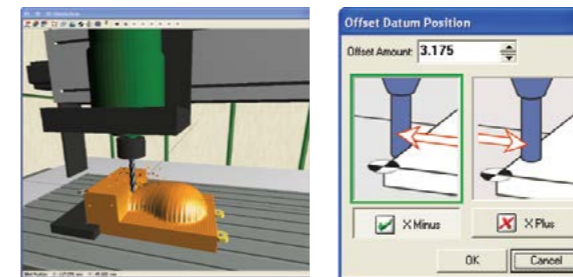 Offset Datum Position
Offset Amount: 3.175
X Minus
X Plus
OK
Cancel